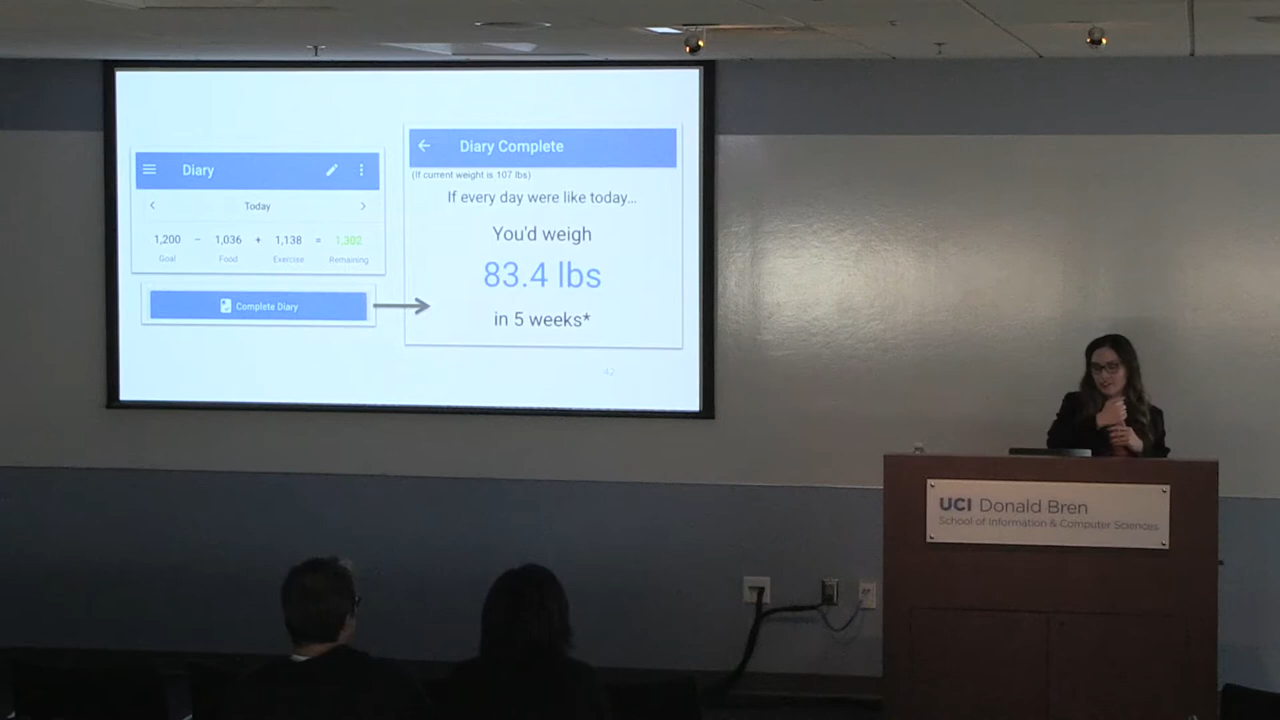 Diary
Today
1,200 − 1,036 + 1,138 = 1,302
Goal Food Exercise Remaining
Complete Diary
Diary Complete
(If current weight is 107 lbs)
If every day were like today...
You'd weigh
83.4 lbs
in 5 weeks*
42
UCI Donald Bren
School of Information & Computer Sciences